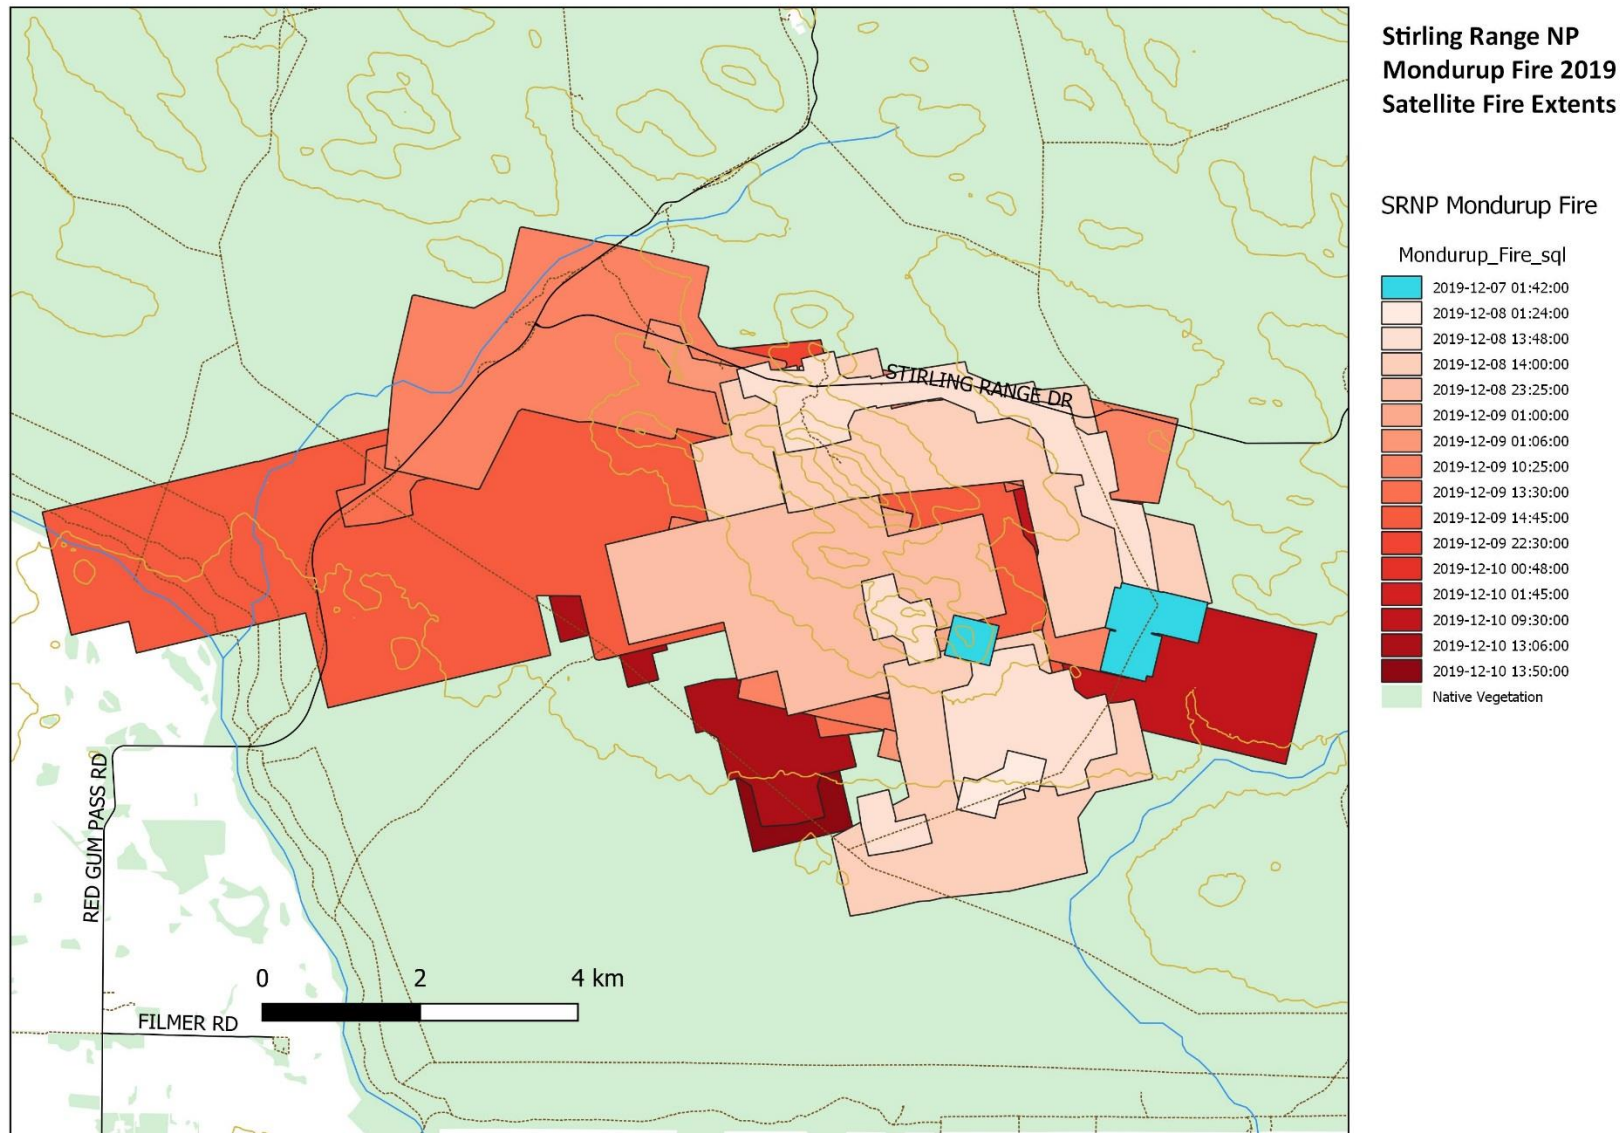 Stirling Range NP
Mondurup Fire 2019
Satellite Fire Extents
SRNP Mondurup Fire
Mondurup_Fire_sql
2019-12-07 01:42:00
2019-12-08 01:24:00
2019-12-08 13:48:00
2019-12-08 14:00:00
2019-12-08 23:25:00
2019-12-09 01:00:00
2019-12-09 01:06:00
2019-12-09 10:25:00
2019-12-09 13:30:00
2019-12-09 14:45:00
2019-12-09 22:30:00
2019-12-10 00:48:00
2019-12-10 01:45:00
2019-12-10 09:30:00
2019-12-10 13:06:00
2019-12-10 13:50:00
Native Vegetation
STIRLING RANGE DR
RED GUM PASS RD
0 2 4 km
FILMER RD